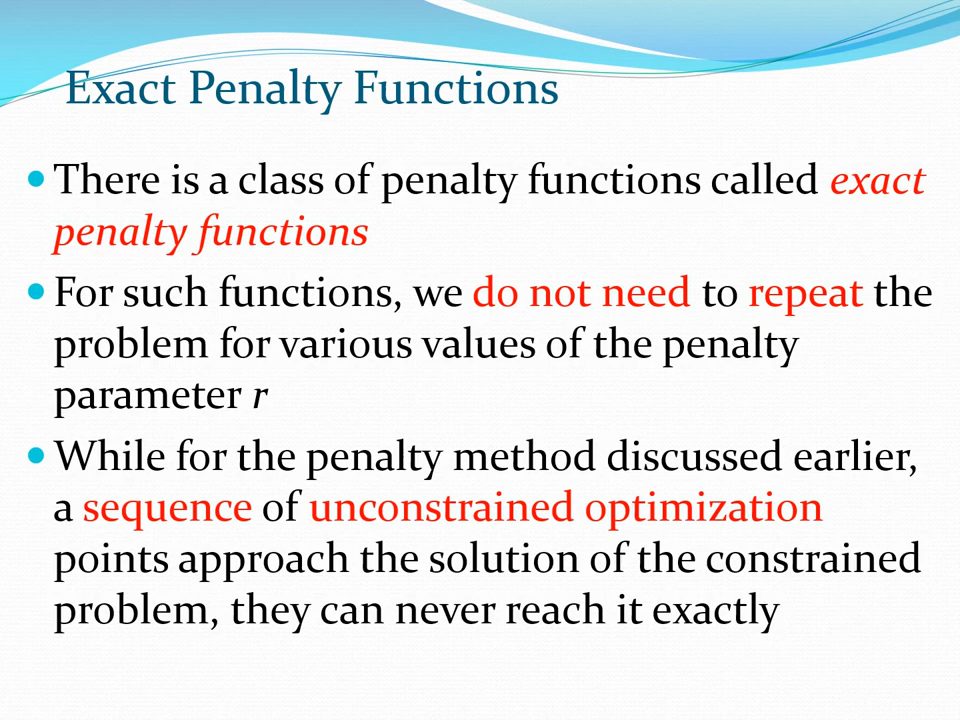 Exact Penalty Functions
• There is a class of penalty functions called exact
penalty functions
• For such functions, we do not need to repeat the
problem for various values of the penalty
parameter r
• While for the penalty method discussed earlier,
a sequence of unconstrained optimization
points approach the solution of the constrained
problem, they can never reach it exactly